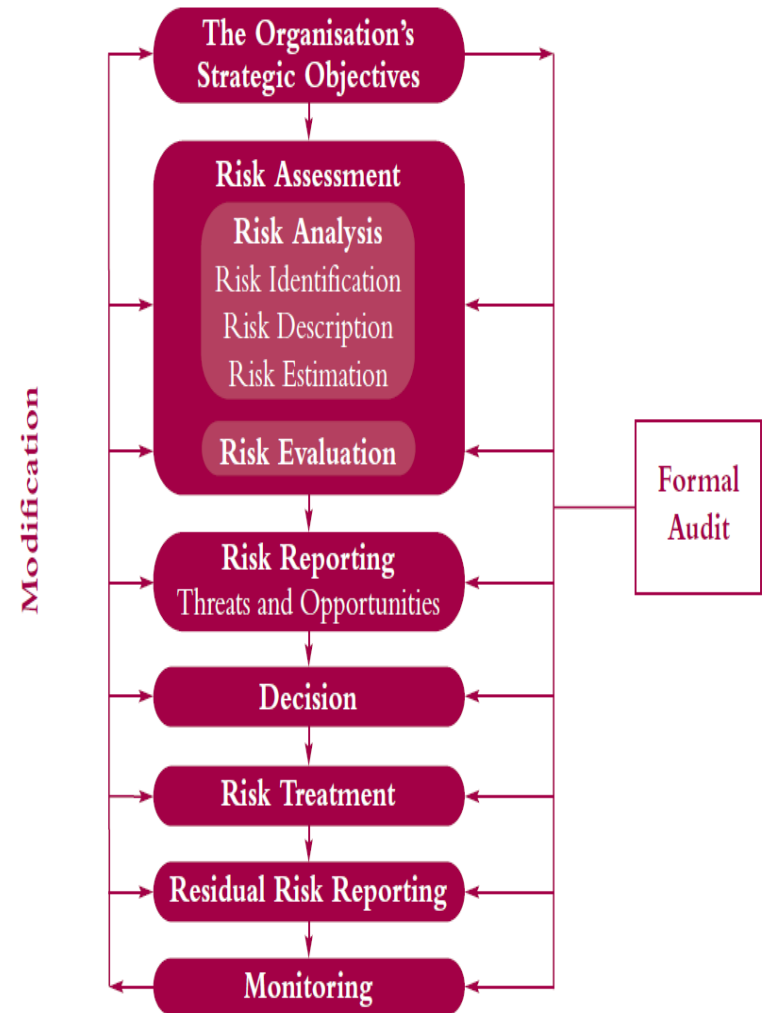 The Organisation's
Strategic Objectives
Risk Assessment
Risk Analysis
Risk Identification
Risk Description
Risk Estimation
Risk Evaluation
Modification
Formal
Audit
Risk Reporting
Threats and Opportunities
Decision
Risk Treatment
Residual Risk Reporting
Monitoring